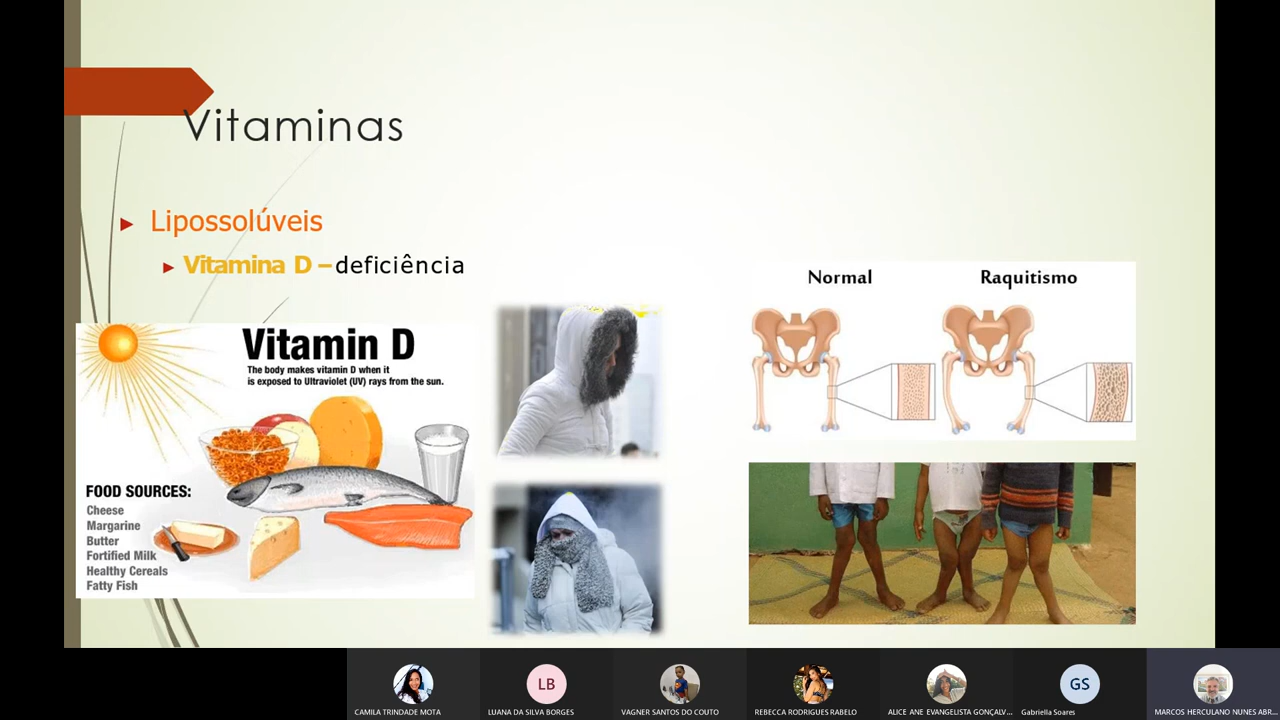 Vitaminas
Lipossolúveis
Vitamina D – deficiência
Vitamin D
The body makes vitamin D when it
is exposed to Ultraviolet (UV) rays from the sun.
FOOD SOURCES:
Cheese
Margarine
Butter
Fortified Milk
Healthy Cereals
Fatty Fish
Normal
Raquitismo
CAMILA TRINDADE MOTA
LB
LUANA DA SILVA BORGES
VAGNER SANTOS DO COUTO
REBECCA RODRIGUES RABELO
ALICE ANE EVANGELISTA GONÇALV...
GS
Gabriella Soares
MARCOS HERCULANO NUNES ABR...